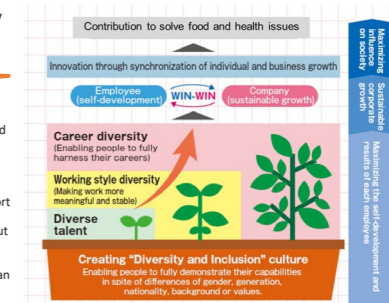 Contribution to solve food and health issues
Innovation through synchronization of individual and business growth
Employee
(self-development)
WIN-WIN
Company
(sustainable growth)
Career diversity
(Enabling people to fully
harness their careers)
Working style diversity
(Making work more
meaningful and stable)
Diverse
talent
Creating "Diversity and Inclusion" culture
Enabling people to fully demonstrate their capabilities
in spite of differences of gender, generation,
nationality, background or values.
Maximizing
influence
on society
Sustainable
corporate
growth
Maximizing the self-development and
results of each employee